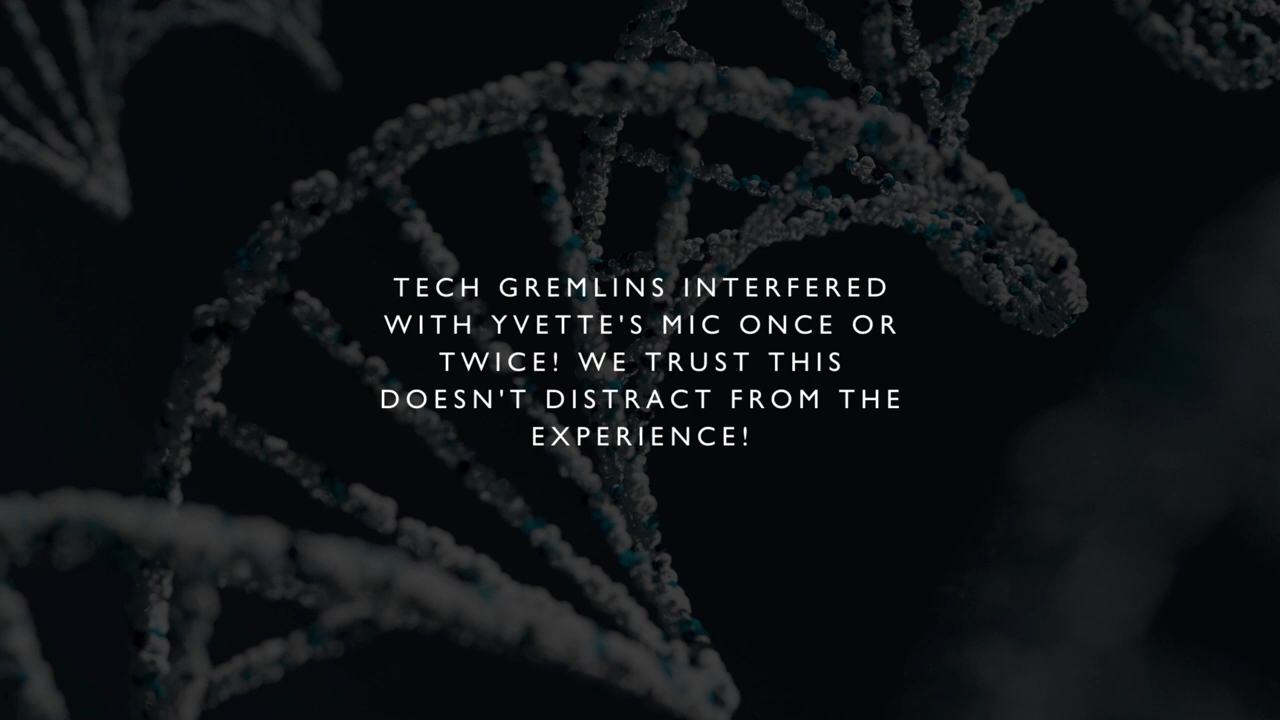 TECH GREMLINS INTERFERED
WITH YVETTE'S MIC ONCE OR
TWICE! WE TRUST THIS
DOESN'T DISTRACT FROM THE
EXPERIENCE!